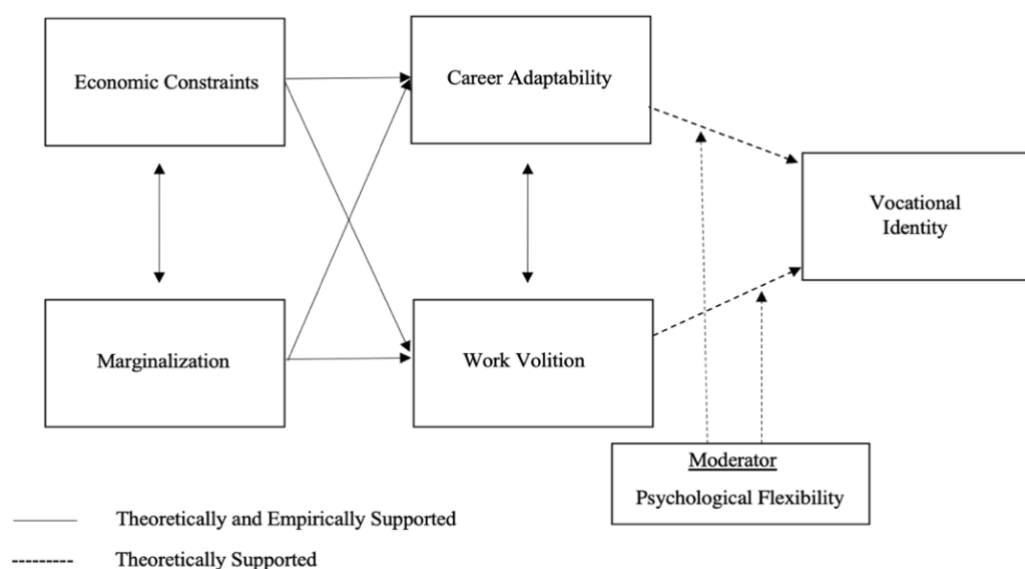 Economic Constraints
Career Adaptability
Vocational
Identity
Marginalization
Work Volition
Moderator
Psychological Flexibility
Theoretically and Empirically Supported
Theoretically Supported